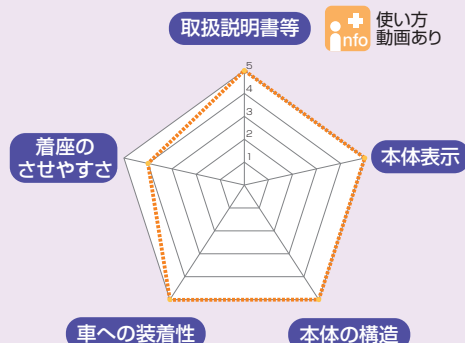 取扱説明書等
info
使い方
動画あり
5
4
3
2
1
着座の
させやすさ
本体表示
車への装着性
本体の構造